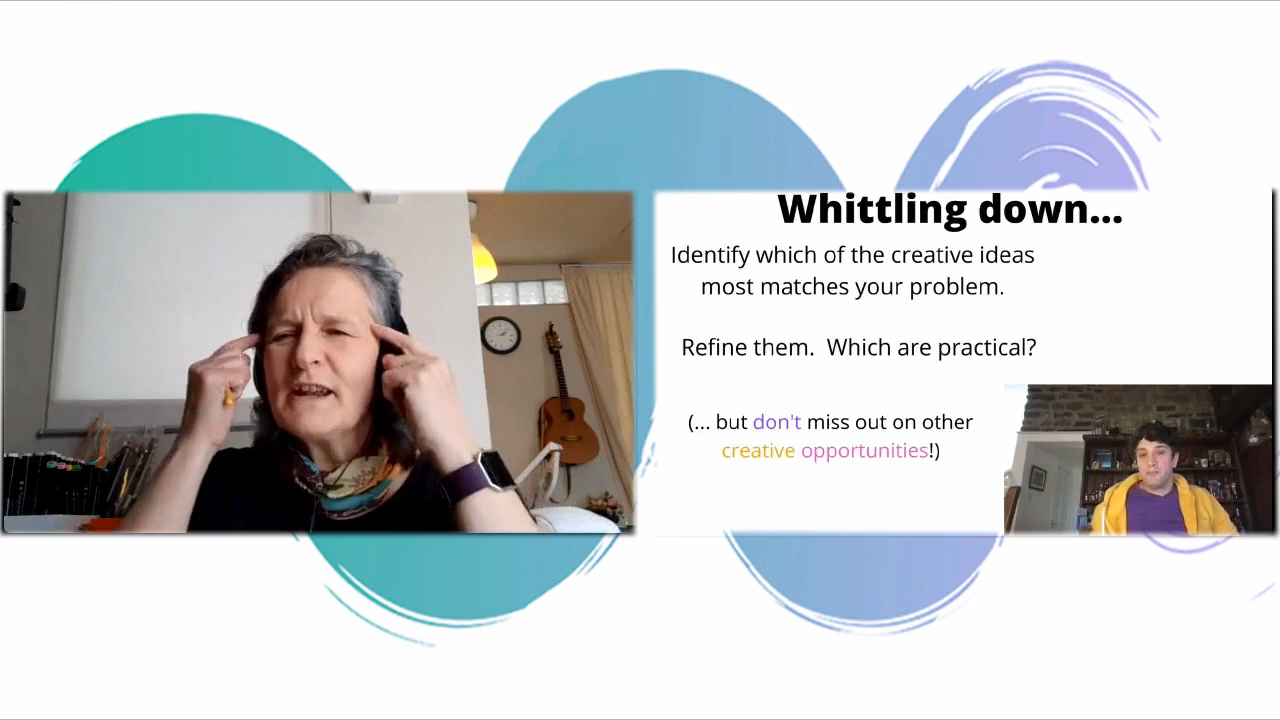 Whittling down...
Identify which of the creative ideas
most matches your problem.
Refine them.  Which are practical?
(... but don't miss out on other
creative opportunities!)